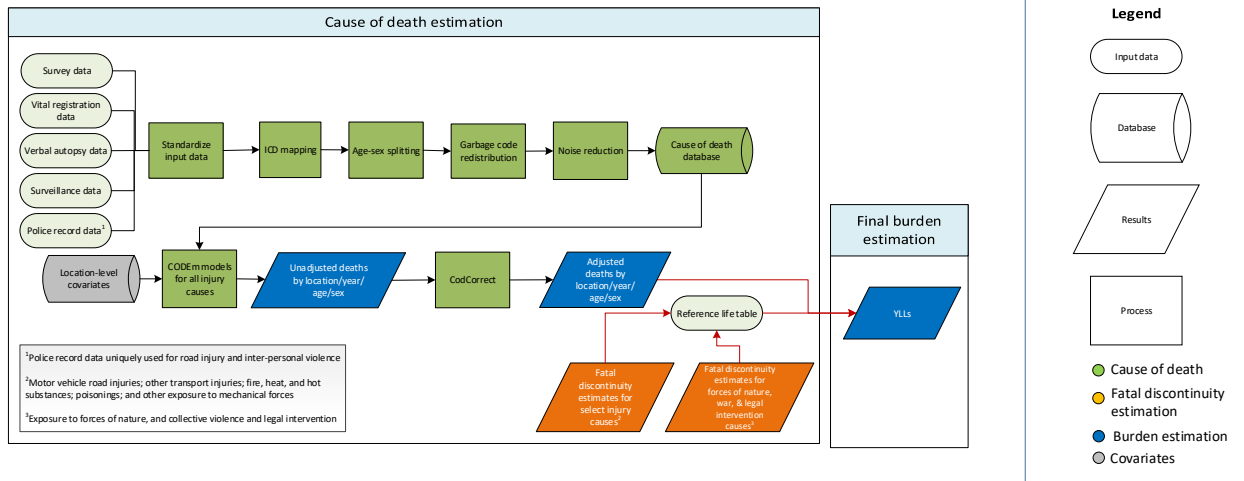 Cause of death estimation
Survey data
Vital registration
data
Verbal autopsy data
Surveillance data
Police record data¹
Standardize
input data
ICD mapping
Age-sex splitting
Garbage code
redistribution
Noise reduction
Cause of death
database
Location-level
covariates
CODEm models
for all injury
causes
Unadjusted deaths
by location/year/
age/sex
CodCorrect
Adjusted
deaths by
location/year/
age/sex
Reference life table
Fatal
discontinuity
estimates for
select injury
causes²
Fatal discontinuity
estimates for
forces of nature,
war, & legal
intervention
causes³
¹Police record data uniquely used for road injury and inter-personal violence
²Motor vehicle road injuries; other transport injuries; fire, heat, and hot
substances; poisonings; and other exposure to mechanical forces
³Exposure to forces of nature, and collective violence and legal intervention
Final burden
estimation
YLLs
Legend
Input data
Database
Results
Process
Cause of death
Fatal discontinuity
estimation
Burden estimation
Covariates